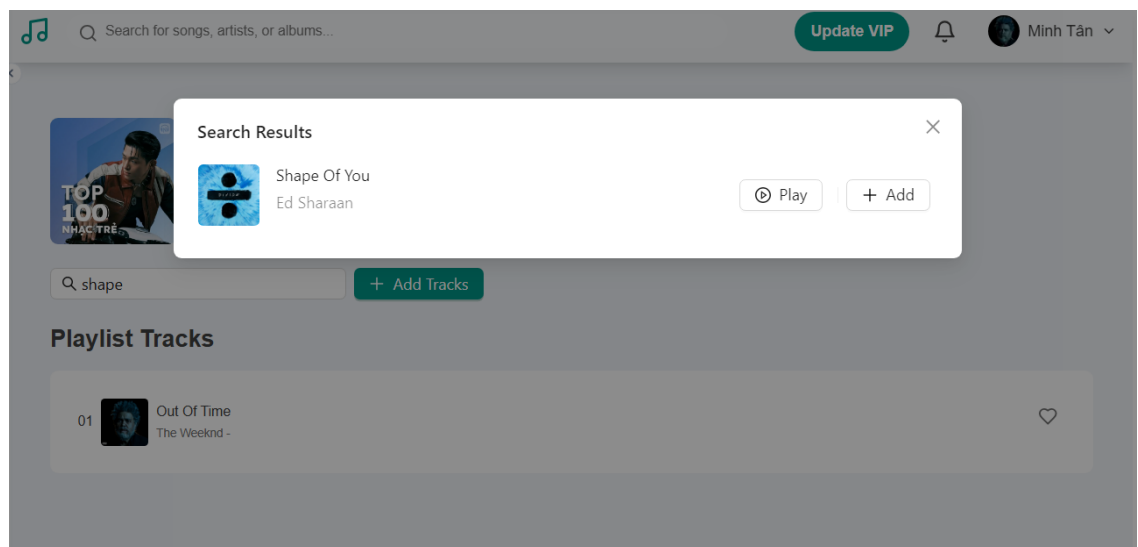 Search for songs, artists, or albums...
Update VIP
Minh Tân
Search Results
Shape Of You
Ed Sharaan
Play
Add
TOP
100
NHẠC TRẺ
shape
Add Tracks
Playlist Tracks
01
Out Of Time
The Weeknd -